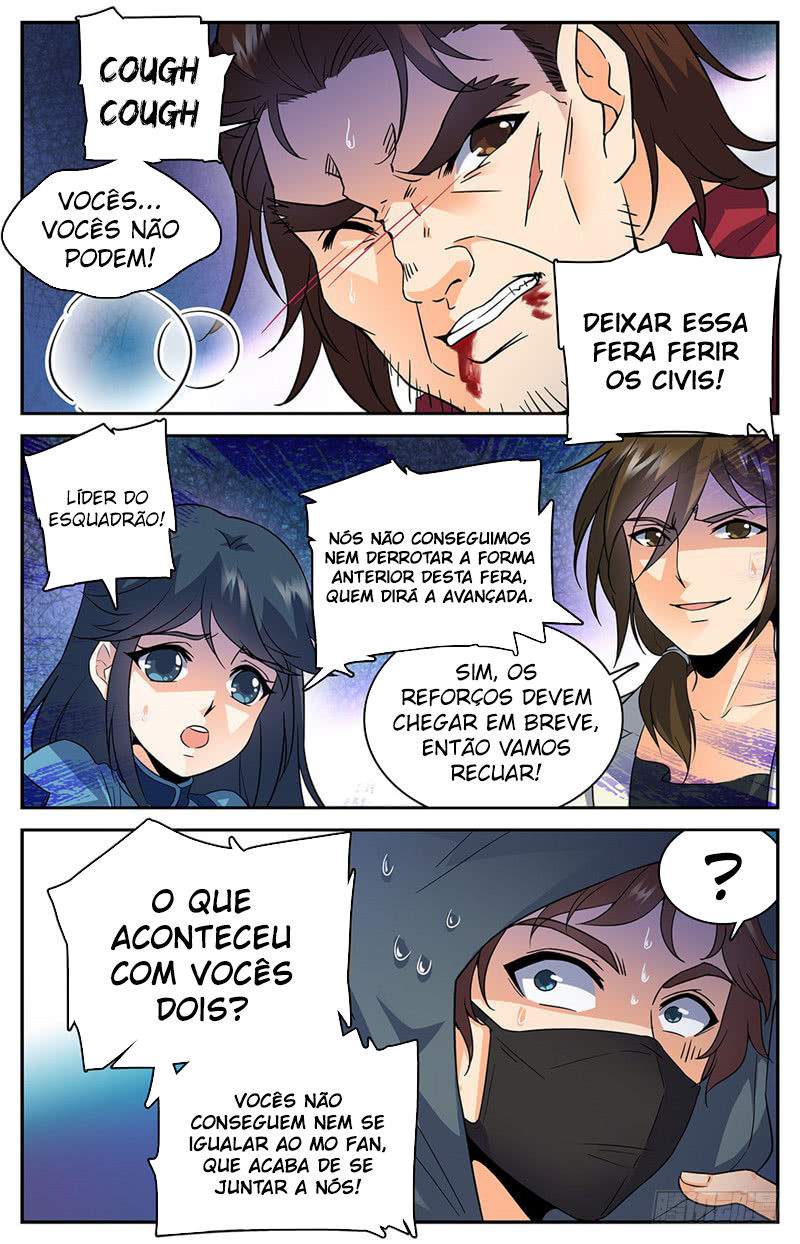 COUGH
COUGH
VOCÊS...
VOCÊS NÃO
PODEM!
DEIXAR ESSA
FERA FERIR
OS CIVIS!
LÍDER DO
ESQUADRÃO!
NÓS NÃO CONSEGUIMOS
NEM DERROTAR A FORMA
ANTERIOR DESTA FERA,
QUEM DIRÁ A AVANÇADA.
SIM, OS
REFORÇOS DEVEM
CHEGAR EM BREVE,
ENTÃO VAMOS
RECUAR!
?
O QUE
ACONTECEU
COM VOCÊS
DOIS?
VOCÊS NÃO
CONSEGUEM NEM SE
IGUALAR AO MO FAN,
QUE ACABA DE SE
JUNTAR A NÓS!